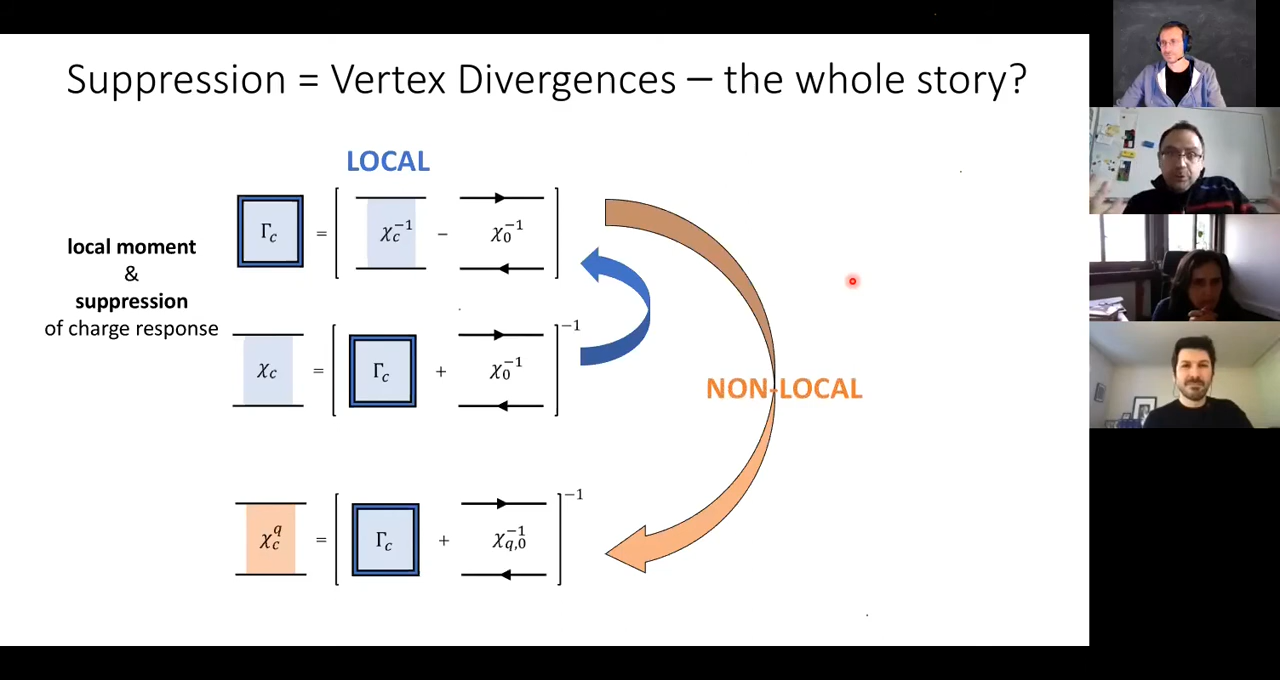 Suppression = Vertex Divergences – the whole story?
LOCAL
Γc = [ χc⁻¹ − χ0⁻¹ ]
local moment
&
suppression
of charge response
χc = [ Γc + χ0⁻¹ ]⁻¹
NON-LOCAL
χc^q = [ Γc + χq,0⁻¹ ]⁻¹